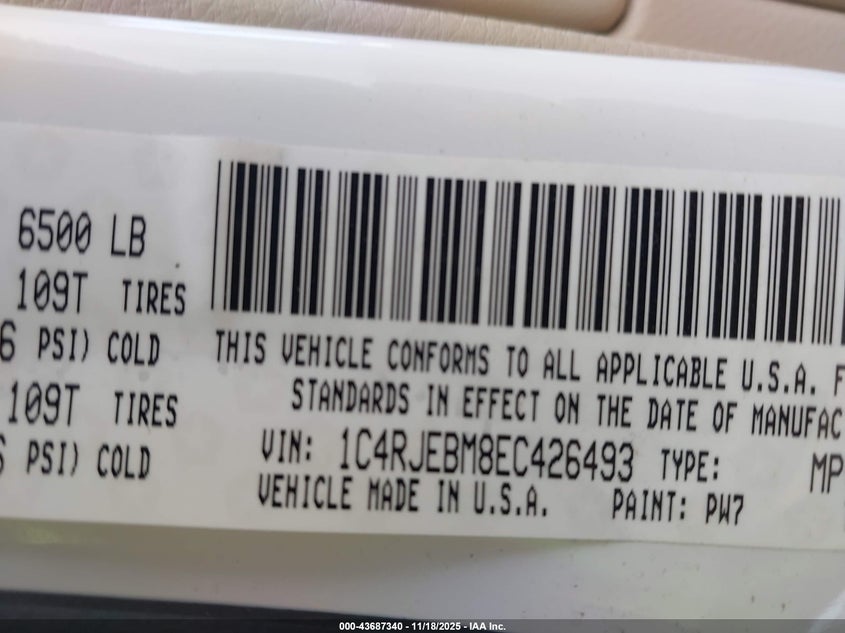 6500 LB
109T TIRES
6 PSI) COLD
109T TIRES
PSI) COLD
THIS VEHICLE CONFORMS TO ALL APPLICABLE U.S.A. F
STANDARDS IN EFFECT ON THE DATE OF MANUFAC
VIN: 1C4RJEBM8EC426493 TYPE: MP
VEHICLE MADE IN U.S.A. PAINT: PW7
000-43687340 - 11/18/2025 - IAA Inc.